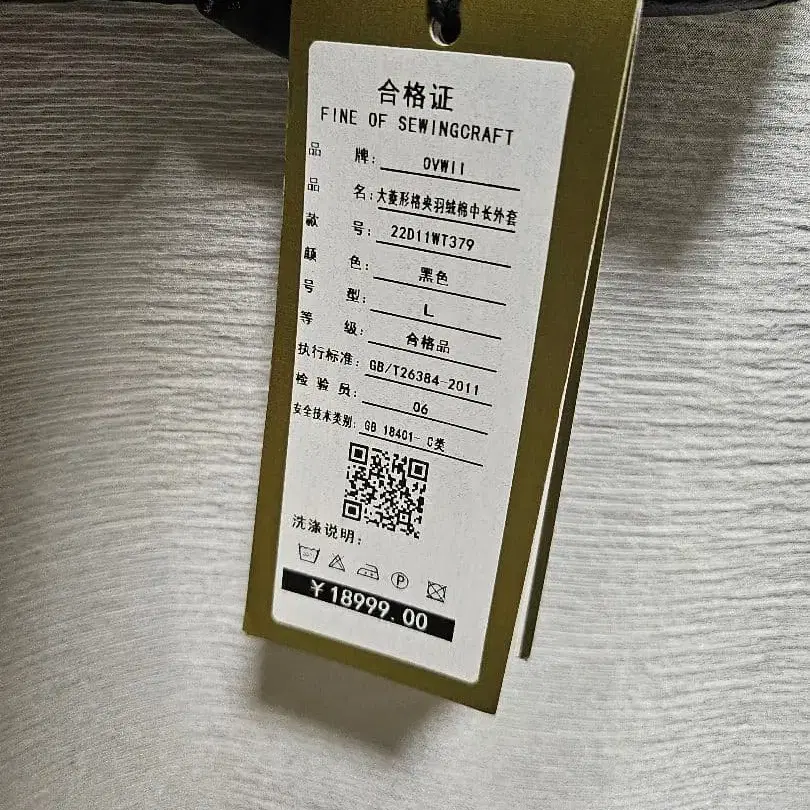 合格证
FINE OF SEWINGCRAFT
品 牌: OVWII
品 名: 大菱形格夹羽绒棉中长外套
款 号: 22D11WT379
颜 色: 黑色
号 型: L
等 级: 合格品
执行标准: GB/T26384-2011
检 验 员: 06
安全技术类别: GB 18401- C类
洗涤说明:
P
¥18999.00